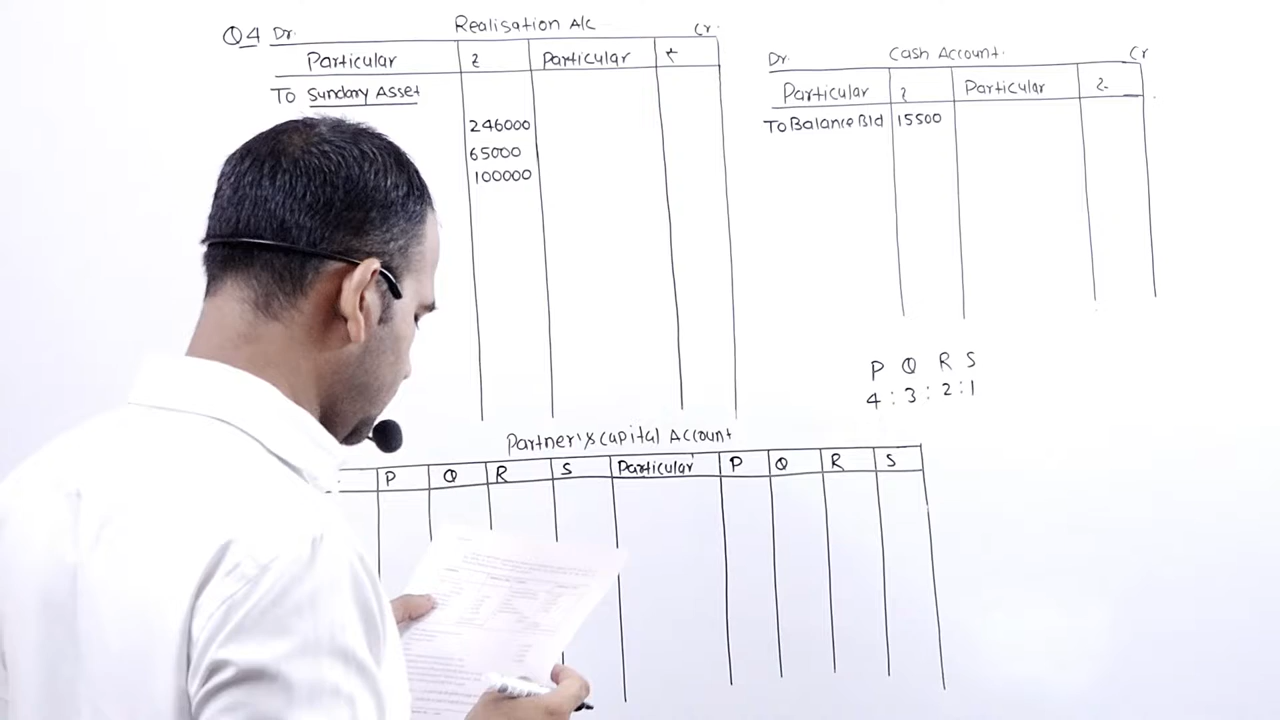 Q4 Dr. Realisation A/c Cr.
Particular ₹ Particular ₹
To Sundary Asset
246000
65000
100000
Dr. Cash Account. Cr
Particular ₹ Particular ₹
To Balance B/d 15500
P Q R S
4 : 3 : 2 : 1
Partner's capital Account
P Q R S Particular P Q R S